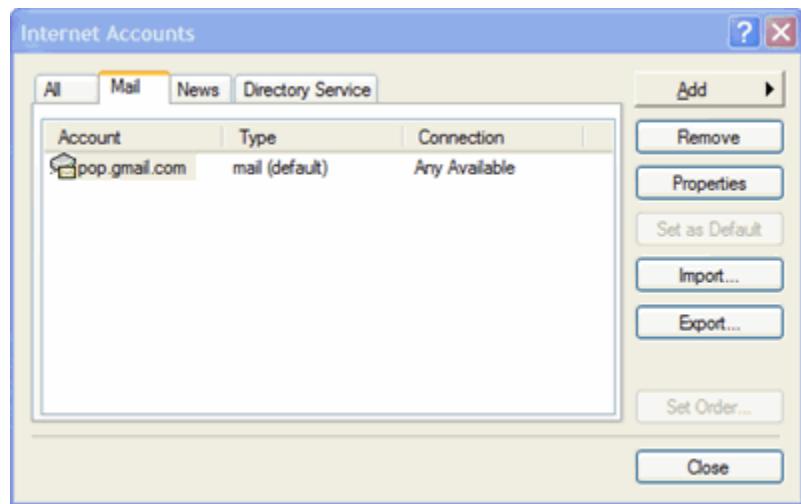 Internet Accounts
All Mail News Directory Service
Add
Account Type Connection
Remove
pop.gmail.com mail (default) Any Available
Properties
Set as Default
Import...
Export...
Set Order...
Close